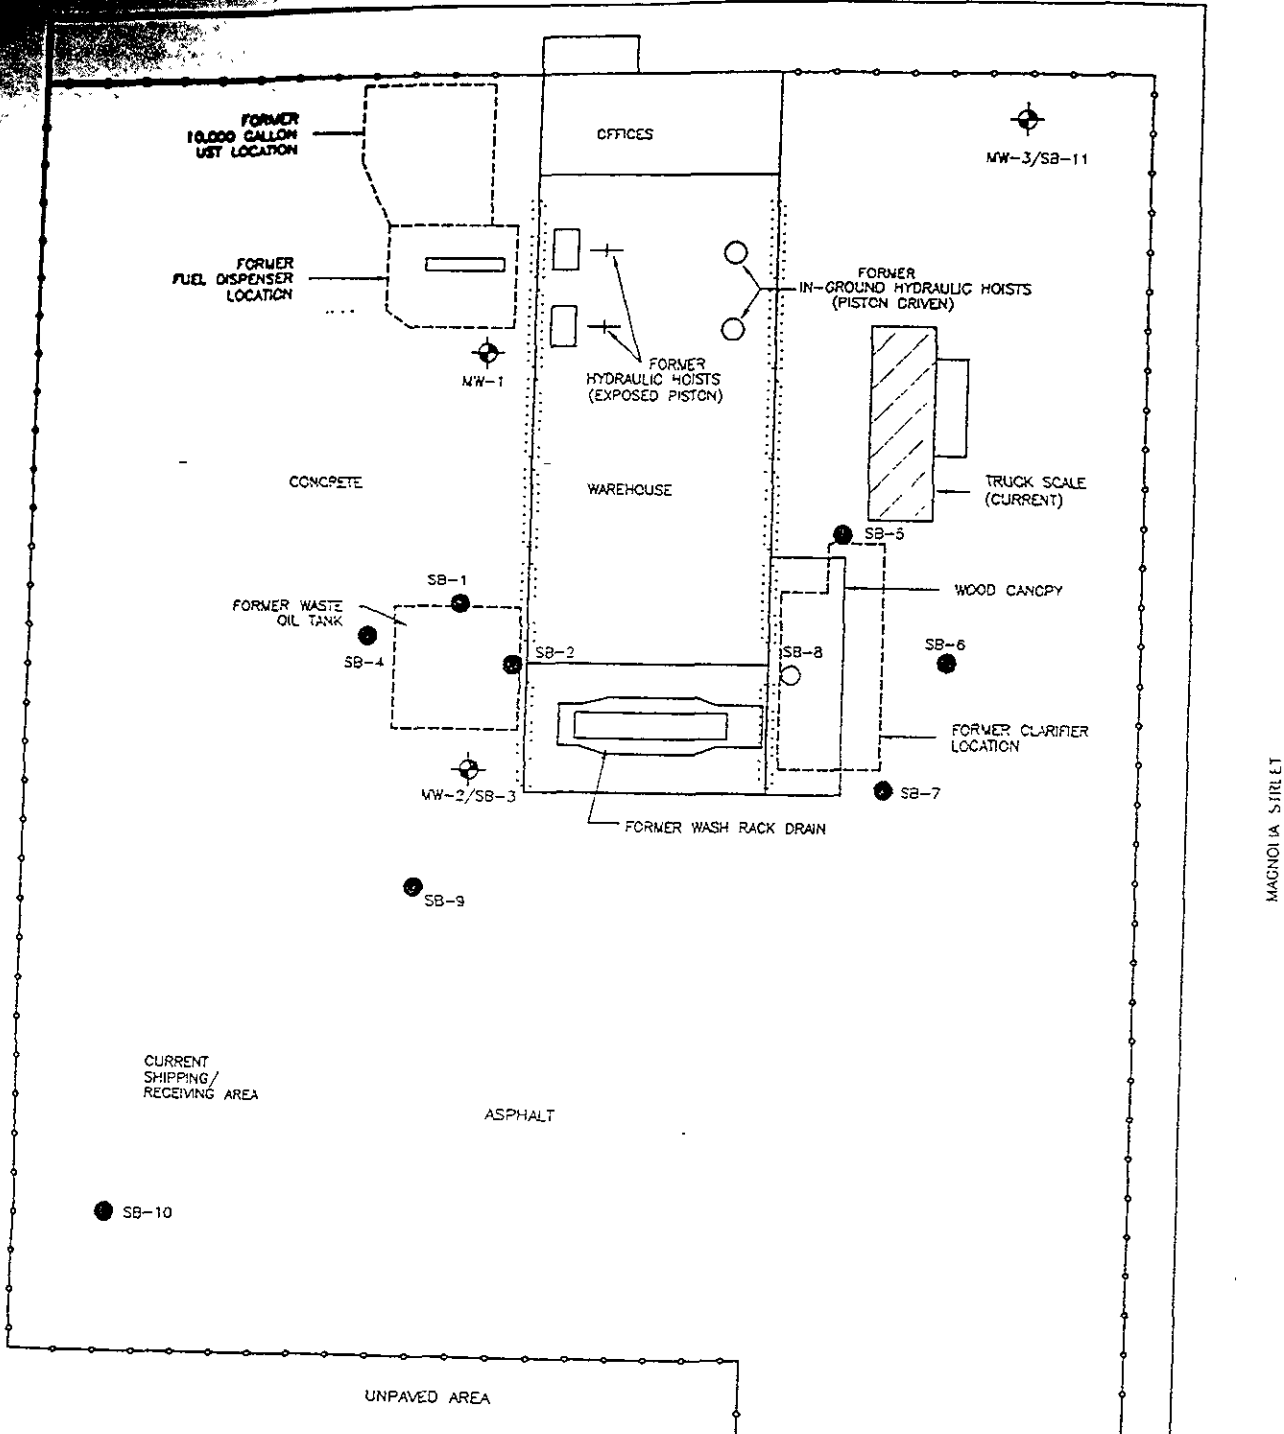 FORMER
10,000 GALLON
UST LOCATION
OFFICES
MW-3/SB-11
FORMER
FUEL DISPENSER
LOCATION
FORMER
IN-GROUND HYDRAULIC HOISTS
(PISTON DRIVEN)
MW-1
FORMER
HYDRAULIC HOISTS
(EXPOSED PISTON)
CONCRETE
WAREHOUSE
TRUCK SCALE
(CURRENT)
SB-5
SB-1
WOOD CANOPY
FORMER WASTE
OIL TANK
SB-4
SB-2
SB-8
SB-6
FORMER CLARIFIER
LOCATION
MW-2/SB-3
SB-7
FORMER WASH RACK DRAIN
MAGNOLIA STREET
SB-9
CURRENT
SHIPPING/
RECEIVING AREA
ASPHALT
SB-10
UNPAVED AREA